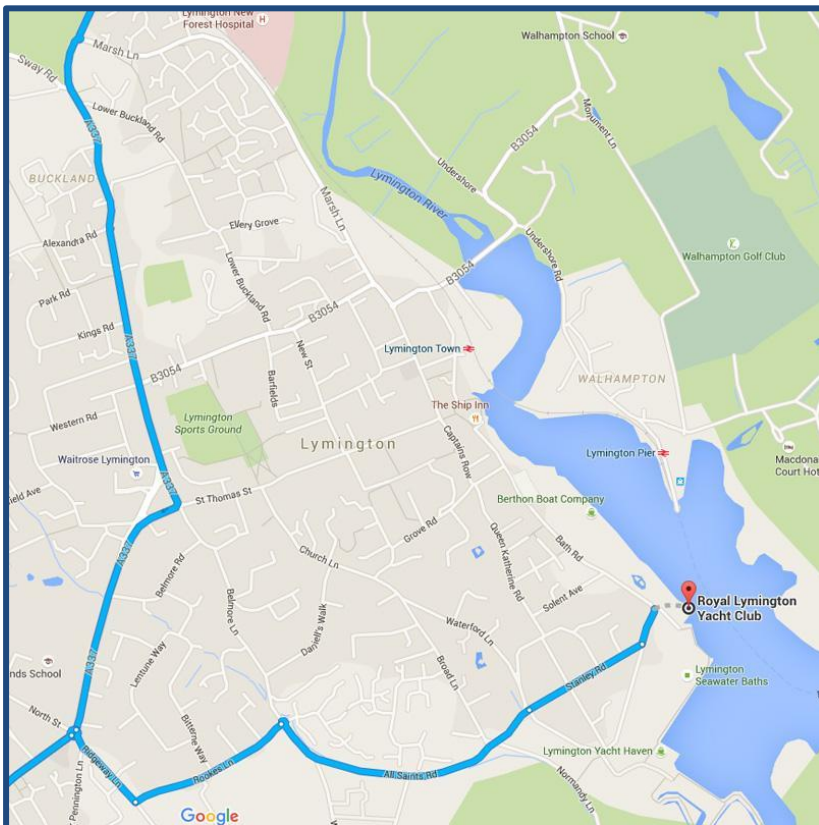 Lymington New
Forest Hospital
Walhampton School
Marsh Ln
Sway Rd
Lower Buckland Rd
A337
B3054
Monument Ln
Undershore
Lymington River
BUCKLAND
Marsh Ln
Ellery Grove
Undershore Rd
Alexandra Rd
Lower Buckland Rd
Walhampton Golf Club
B3054
Park Rd
B3054
Kings Rd
New St
Lymington Town
A337
B3054
Barfields
WALHAMPTON
The Ship Inn
Western Rd
Lymington
Sports Ground
Lymington
Captains Row
Lymington Pier
Waitrose Lymington
Macdona
Court Hot
A337
field Ave
St Thomas St
Berthon Boat Company
Grove Rd
Queen Katherine Rd
Bath Rd
Church Ln
A337
Belmore Rd
Belmore Ln
Solent Ave
Royal Lymington
Yacht Club
Daniell's Walk
Waterford Ln
Lentune Way
A337
nds School
Broad Ln
Stanley Rd
Lymington
Seawater Baths
North St
Bitterne Way
Lymington Yacht Haven
Ridgeway Ln
Rookes Ln
All Saints Rd
Normandy Ln
Pennington Ln
Google
W